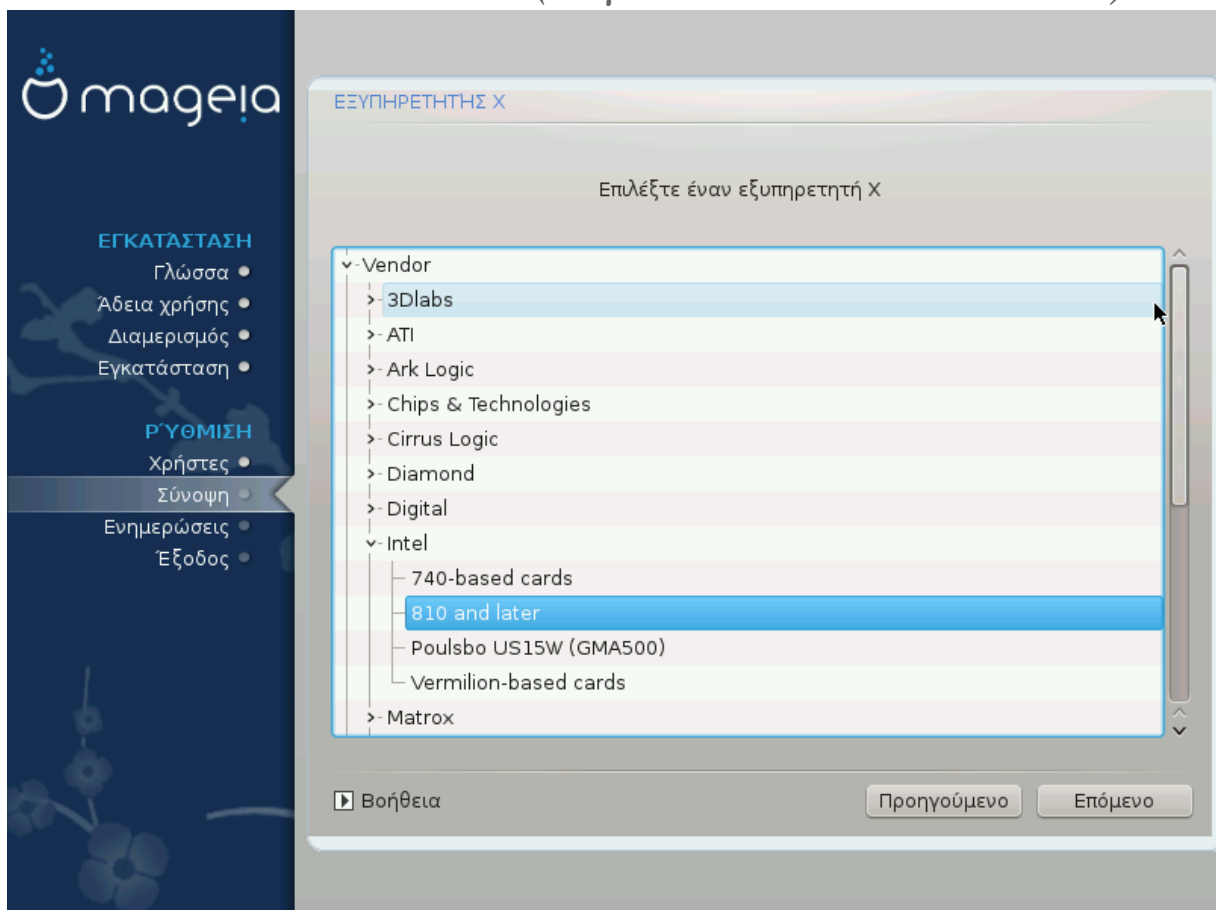 mageia
ΕΓΚΑΤΆΣΤΑΣΗ
Γλώσσα
Άδεια χρήσης
Διαμερισμός
Εγκατάσταση
ΡΎΘΜΙΣΗ
Χρήστες
Σύνοψη
Ενημερώσεις
Έξοδος
ΕΞΥΠΗΡΕΤΗΤΉΣ X
Επιλέξτε έναν εξυπηρετητή X
Vendor
3Dlabs
ATI
Ark Logic
Chips & Technologies
Cirrus Logic
Diamond
Digital
Intel
740-based cards
810 and later
Poulsbo US15W (GMA500)
Vermilion-based cards
Matrox
Βοήθεια
Προηγούμενο
Επόμενο